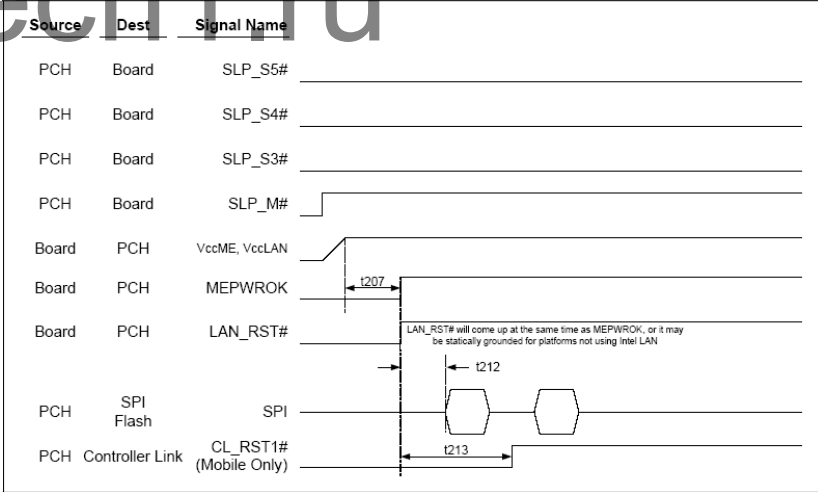 ech1.ru
Source Dest Signal Name
PCH Board SLP_S5#
PCH Board SLP_S4#
PCH Board SLP_S3#
PCH Board SLP_M#
Board PCH VccME, VccLAN
Board PCH MEPWROK
t207
Board PCH LAN_RST#
LAN_RST# will come up at the same time as MEPWROK, or it may
be statically grounded for platforms not using Intel LAN
t212
PCH SPI Flash SPI
PCH Controller Link CL_RST1#
(Mobile Only)
t213